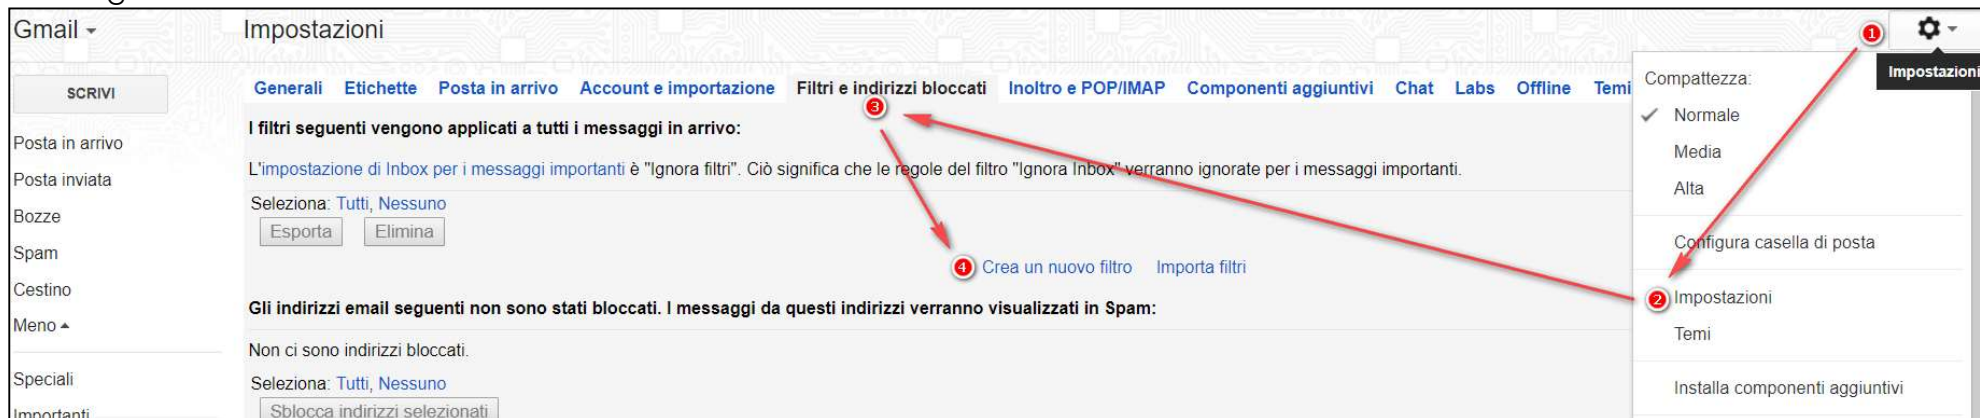 Gmail
Impostazioni
Impostazioni
SCRIVI
Generali Etichette Posta in arrivo Account e importazione Filtri e indirizzi bloccati Inoltro e POP/IMAP Componenti aggiuntivi Chat Labs Offline Temi
I filtri seguenti vengono applicati a tutti i messaggi in arrivo:
L'impostazione di Inbox per i messaggi importanti è "Ignora filtri". Ciò significa che le regole del filtro "Ignora Inbox" verranno ignorate per i messaggi importanti.
Seleziona: Tutti, Nessuno
Esporta Elimina
Crea un nuovo filtro Importa filtri
Gli indirizzi email seguenti non sono stati bloccati. I messaggi da questi indirizzi verranno visualizzati in Spam:
Non ci sono indirizzi bloccati.
Seleziona: Tutti, Nessuno
Sblocca indirizzi selezionati
Posta in arrivo
Posta inviata
Bozze
Spam
Cestino
Meno
Speciali
Importanti
Compattezza:
Normale
Media
Alta
Configura casella di posta
Impostazioni
Temi
Installa componenti aggiuntivi
1
2
3
4